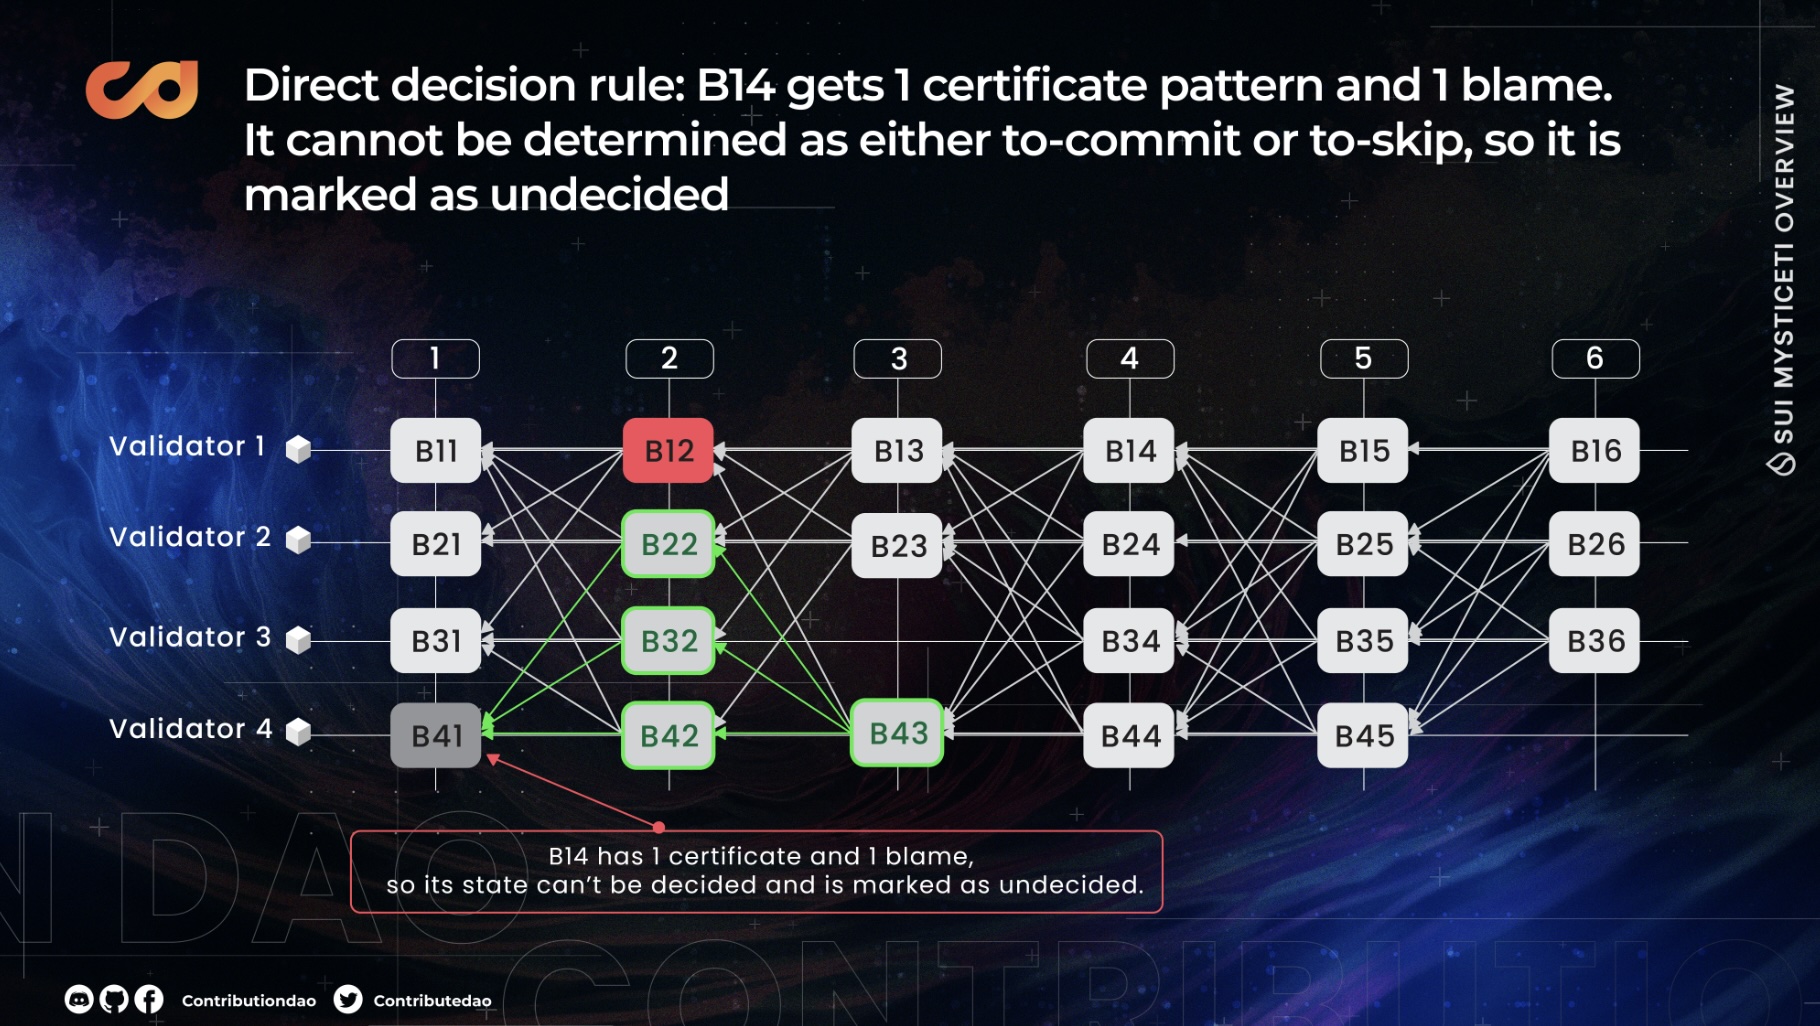 Direct decision rule: B14 gets 1 certificate pattern and 1 blame.
It cannot be determined as either to-commit or to-skip, so it is
marked as undecided
SUI MYSTICETI OVERVIEW
1 2 3 4 5 6
Validator 1 B11 B12 B13 B14 B15 B16
Validator 2 B21 B22 B23 B24 B25 B26
Validator 3 B31 B32 B34 B35 B36
Validator 4 B41 B42 B43 B44 B45
B14 has 1 certificate and 1 blame,
so its state can’t be decided and is marked as undecided.
N DAO
CONTRIBUTIO
Contributiondao Contributedao